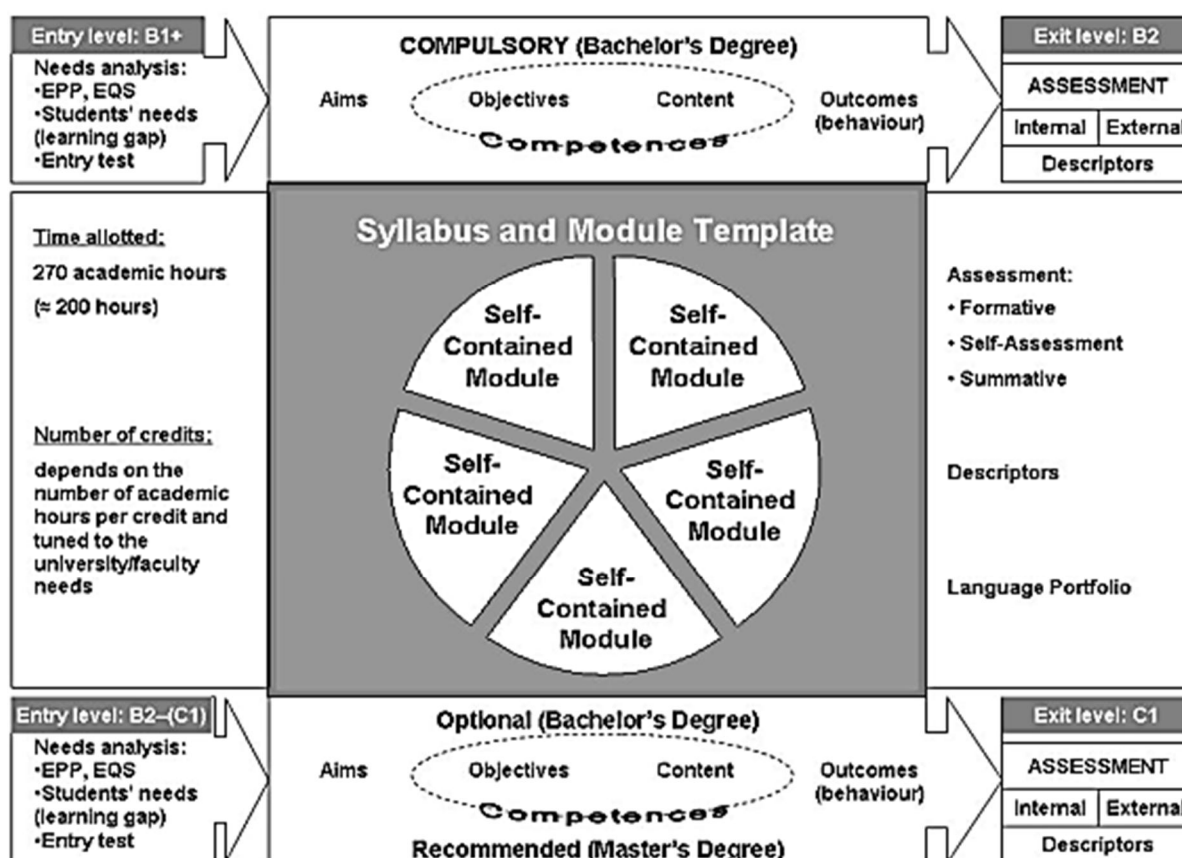 Entry level: B1+
Needs analysis:
•EPP, EQS
•Students' needs
(learning gap)
•Entry test
COMPULSORY (Bachelor's Degree)
Aims
Objectives
Content
Outcomes
(behaviour)
Competences
Exit level: B2
ASSESSMENT
Internal
External
Descriptors
Time allotted:
270 academic hours
(≈ 200 hours)
Number of credits:
depends on the
number of academic
hours per credit and
tuned to the
university/faculty
needs
Syllabus and Module Template
Self-
Contained
Module
Self-
Contained
Module
Self-
Contained
Module
Self-
Contained
Module
Self-
Contained
Module
Assessment:
• Formative
• Self-Assessment
• Summative
Descriptors
Language Portfolio
Entry level: B2–(C1)
Needs analysis:
•EPP, EQS
•Students' needs
(learning gap)
•Entry test
Optional (Bachelor's Degree)
Aims
Objectives
Content
Outcomes
(behaviour)
Competences
Recommended (Master's Degree)
Exit level: C1
ASSESSMENT
Internal
External
Descriptors